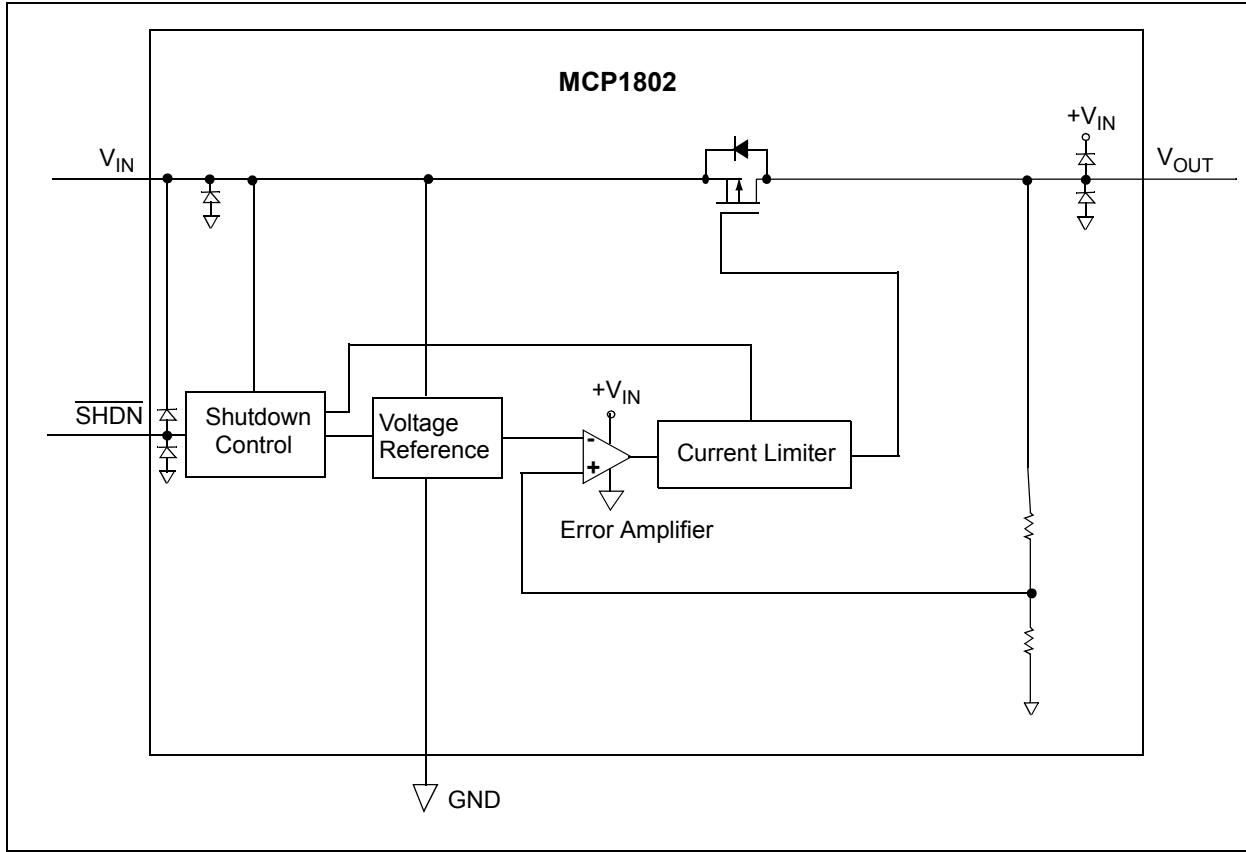 MCP1802
+VIN
VIN
VOUT
SHDN
Shutdown
Control
Voltage
Reference
+VIN
-
+
Current Limiter
Error Amplifier
GND